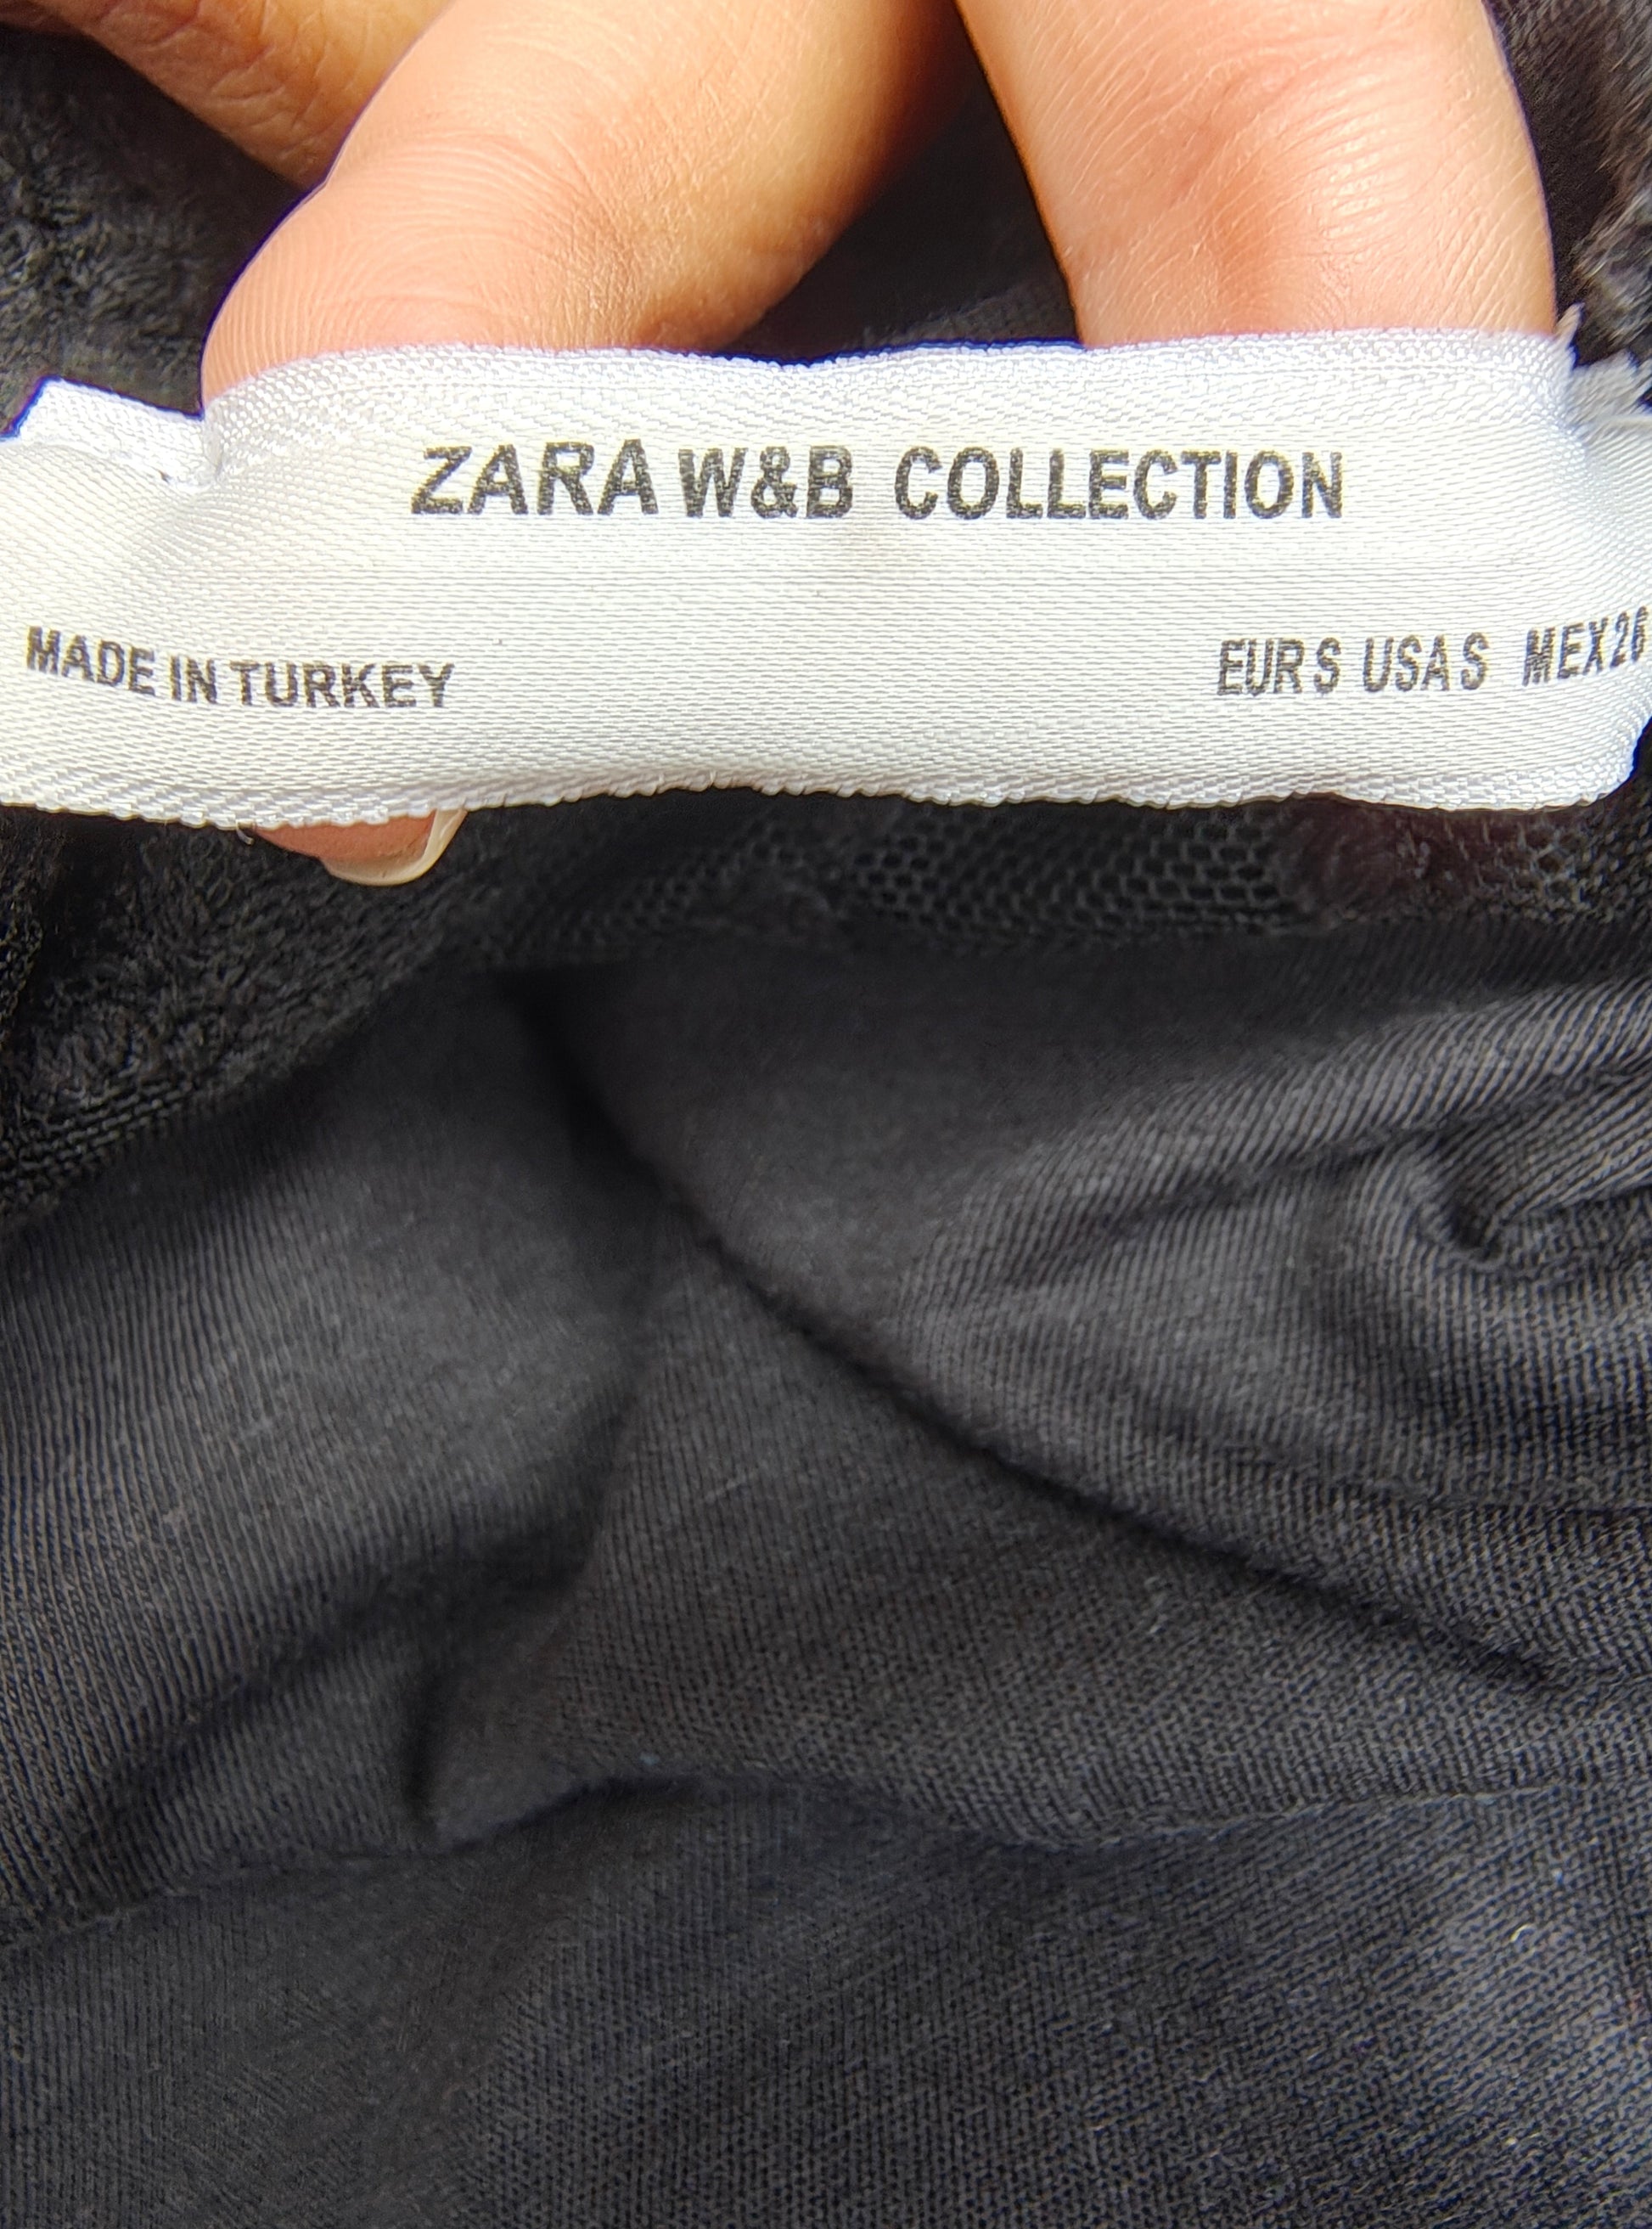 ZARA W&B COLLECTION
MADE IN TURKEY EUR S USA S MEX 26